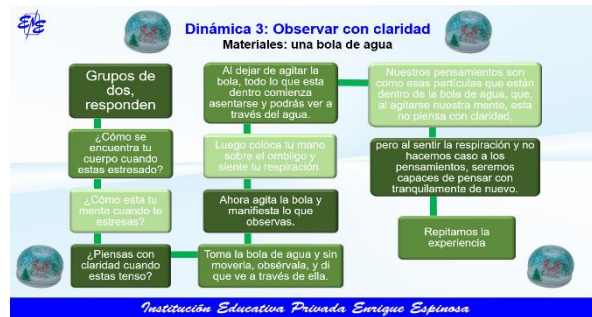 Dinámica 3: Observar con claridad
Materiales: una bola de agua
Grupos de
dos,
responden
¿Cómo se
encuentra tu
cuerpo cuando
estas estresado?
¿Cómo esta tu
mente cuando te
estresas?
¿Piensas con
claridad cuando
estas tenso?
Toma la bola de agua y sin
moverla, obsérvala, y di
que ve a través de ella.
Ahora agita la bola y
manifiesta lo que
observas.
Luego coloca tu mano
sobre el ombligo y
siente tu respiración.
Al dejar de agitar la
bola, todo lo que esta
dentro comienza
asentarse y podrás ver a
través del agua.
Nuestros pensamientos son
como esas partículas que están
dentro de la bola de agua, que,
al agitarse nuestra mente, esta
no piensa con claridad,
pero al sentir la respiración y no
hacemos caso a los
pensamientos, seremos
capaces de pensar con
tranquilamente de nuevo.
Repitamos la
experiencia
Institución Educativa Privada Enrique Espinosa